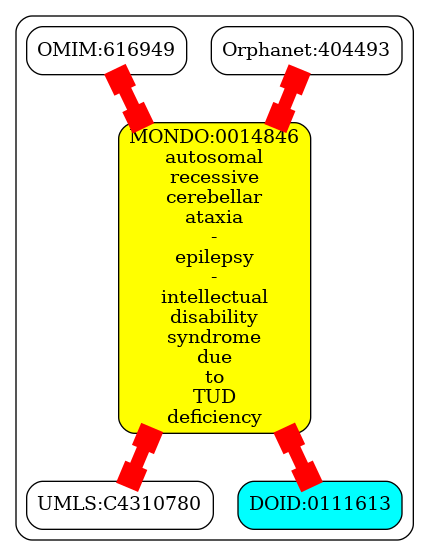 OMIM:616949
Orphanet:404493
MONDO:0014846
autosomal
recessive
cerebellar
ataxia
-
epilepsy
-
intellectual
disability
syndrome
due
to
TUD
deficiency
UMLS:C4310780
DOID:0111613